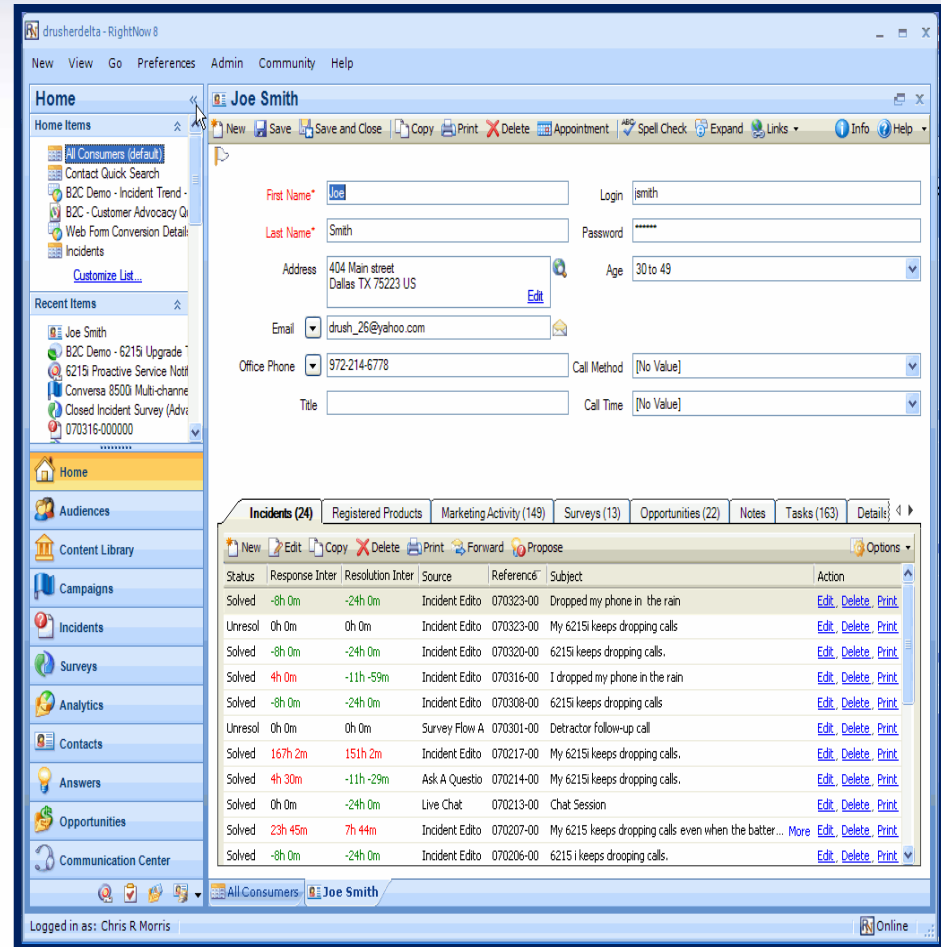 drusherdelta - RightNow 8
New View Go Preferences Admin Community Help
Home
Home Items
All Consumers (default)
Contact Quick Search
B2C Demo - Incident Trend -
B2C - Customer Advocacy Qu
Web Form Conversion Details
Incidents
Customize List...
Recent Items
Joe Smith
B2C Demo - 6215i Upgrade T
6215i Proactive Service Notif
Conversa 8500i Multi-channe
Closed Incident Survey (Adva
070316-000000
Home
Audiences
Content Library
Campaigns
Incidents
Surveys
Analytics
Contacts
Answers
Opportunities
Communication Center
Joe Smith
New Save Save and Close Copy Print Delete Appointment Spell Check Expand Links Info Help
First Name* Joe Login jsmith
Last Name* Smith Password ******
Address 404 Main street Age 30 to 49
Dallas TX 75223 US
Edit
Email drush_26@yahoo.com
Office Phone 972-214-6778 Call Method [No Value]
Title Call Time [No Value]
Incidents (24) Registered Products Marketing Activity (149) Surveys (13) Opportunities (22) Notes Tasks (163) Details
New Edit Copy Delete Print Forward Propose Options
Status Response Inter Resolution Inter Source Reference Subject Action
Solved -8h 0m -24h 0m Incident Edito 070323-00 Dropped my phone in the rain Edit, Delete, Print
Unresol 0h 0m 0h 0m Incident Edito 070323-00 My 6215i keeps dropping calls Edit, Delete, Print
Solved -8h 0m -24h 0m Incident Edito 070320-00 6215i keeps dropping calls. Edit, Delete, Print
Solved 4h 0m -11h -59m Incident Edito 070316-00 I dropped my phone in the rain Edit, Delete, Print
Solved -8h 0m -24h 0m Incident Edito 070308-00 6215i keeps dropping calls Edit, Delete, Print
Unresol 0h 0m 0h 0m Survey Flow A 070301-00 Detractor follow-up call Edit, Delete, Print
Solved 167h 2m 151h 2m Incident Edito 070217-00 My 6215i keeps dropping calls. Edit, Delete, Print
Solved 4h 30m -11h -29m Ask A Questio 070214-00 My 6215i keeps dropping calls. Edit, Delete, Print
Solved 0h 0m -24h 0m Live Chat 070213-00 Chat Session Edit, Delete, Print
Solved 23h 45m 7h 44m Incident Edito 070207-00 My 6215 keeps dropping calls even when the batter... More Edit, Delete, Print
Solved -8h 0m -24h 0m Incident Edito 070206-00 6215 i keeps drooping calls. Edit, Delete, Print
All Consumers Joe Smith
Logged in as: Chris R Morris Online